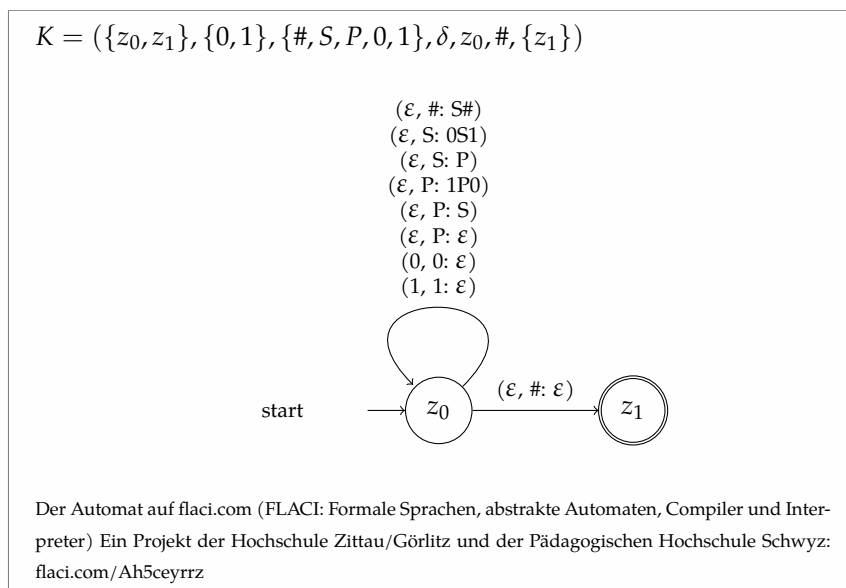 K = ({z₀, z₁}, {0, 1}, {#, S, P, 0, 1}, δ, z₀, #, {z₁})
(ε, #: S#)
(ε, S: 0S1)
(ε, S: P)
(ε, P: 1P0)
(ε, P: S)
(ε, P: ε)
(0, 0: ε)
(1, 1: ε)
(ε, #: ε)
start z₀ z₁
Der Automat auf flaci.com (FLACI: Formale Sprachen, abstrakte Automaten, Compiler und Inter-
preter) Ein Projekt der Hochschule Zittau/Görlitz und der Pädagogischen Hochschule Schwyz:
flaci.com/Ah5ceyrrz